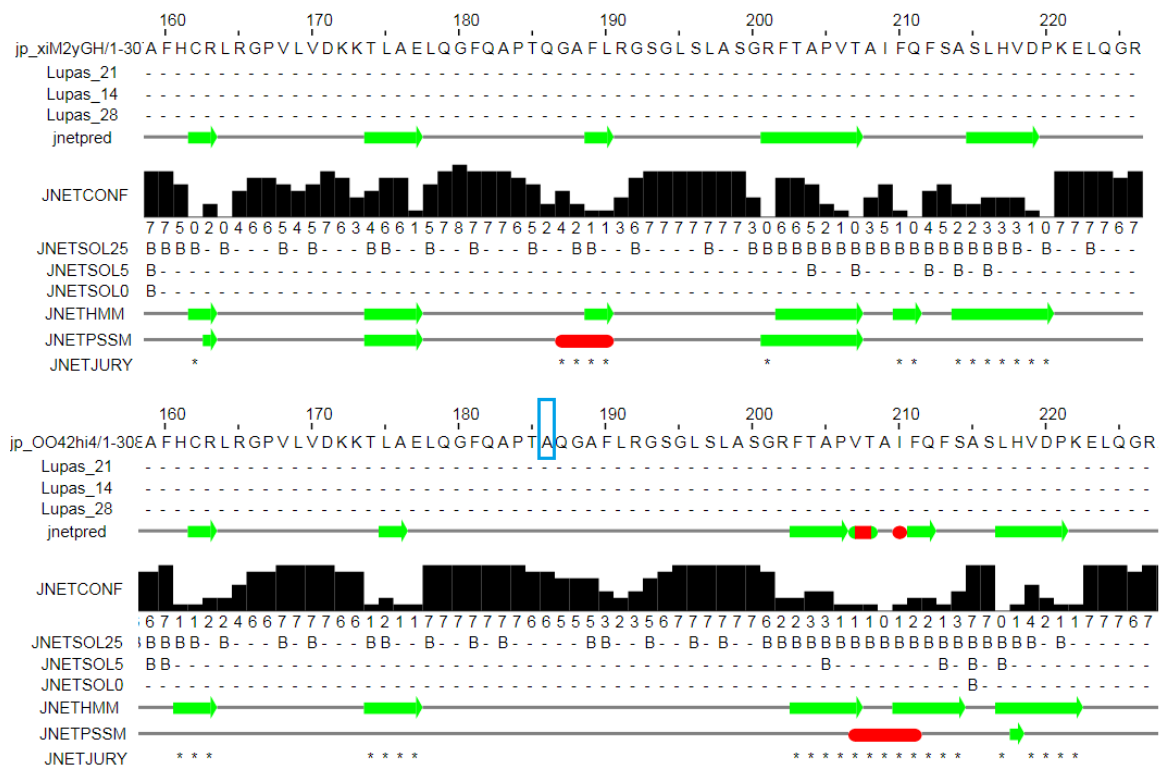 160 170 180 190 200 210 220
jp_xiM2yGH/1-307 A F H C R L R G P V L V D K K T L A E L Q G F Q A P T Q G A F L R G S G L S L A S G R F T A P V T A I F Q F S A S L H V D P K E L Q G R
Lupas_21 - - - - - - - - - - - - - - - - - - - - - - - - - - - - - - - - - - - - - - - - - - - - - - - - - - - - - - - - - - - - - - - - - - - -
Lupas_14 - - - - - - - - - - - - - - - - - - - - - - - - - - - - - - - - - - - - - - - - - - - - - - - - - - - - - - - - - - - - - - - - - - - -
Lupas_28 - - - - - - - - - - - - - - - - - - - - - - - - - - - - - - - - - - - - - - - - - - - - - - - - - - - - - - - - - - - - - - - - - - - -
jnetpred
JNETCONF
7 7 5 0 2 0 4 6 6 5 4 5 7 6 3 4 6 6 1 5 7 8 7 7 7 6 5 2 4 2 1 1 3 6 7 7 7 7 7 7 7 3 0 6 6 5 2 1 0 3 5 1 0 4 5 2 2 3 3 3 1 0 7 7 7 7 6 7
JNETSOL25 B B B B - B - - - B - B - - - B B - - B - - B - - - B - - B B - - B - - - - B - - B B B B B B B B B B B B B B B B B B B - B - - B - - -
JNETSOL5 B - - - - - - - - - - - - - - - - - - - - - - - - - - - - - - - - - - - - - - - - - - - - B - - B - - - - B - B - B - - - - - - - - - -
JNETSOL0 B - - - - - - - - - - - - - - - - - - - - - - - - - - - - - - - - - - - - - - - - - - - - - - - - - - - - - - - - - - - - - - - - - - -
JNETHMM
JNETPSSM
JNETJURY * * * * * * * * * * * * * * *
160 170 180 190 200 210 220
jp_OO42hi4/1-308 A F H C R L R G P V L V D K K T L A E L Q G F Q A P T A Q G A F L R G S G L S L A S G R F T A P V T A I F Q F S A S L H V D P K E L Q G R
Lupas_21 - - - - - - - - - - - - - - - - - - - - - - - - - - - - - - - - - - - - - - - - - - - - - - - - - - - - - - - - - - - - - - - - - - - - -
Lupas_14 - - - - - - - - - - - - - - - - - - - - - - - - - - - - - - - - - - - - - - - - - - - - - - - - - - - - - - - - - - - - - - - - - - - - -
Lupas_28 - - - - - - - - - - - - - - - - - - - - - - - - - - - - - - - - - - - - - - - - - - - - - - - - - - - - - - - - - - - - - - - - - - - - -
jnetpred
JNETCONF
6 7 1 1 2 2 4 6 7 7 7 7 7 7 1 2 1 1 7 7 7 7 7 7 7 6 6 5 5 5 3 2 3 5 5 6 7 7 7 7 6 2 2 3 3 1 1 1 0 1 2 2 1 3 7 7 0 1 4 2 1 1 7 7 7 7 6 7
JNETSOL25 B B B B - B - - - B - B - - - B B - - B - - B - B - - - - - B B - - B - - - B - - - B B B B B B B B B B B B B B B B B B - B - B - - - - - -
JNETSOL5 B B - - - - - - - - - - - - - - - - - - - - - - - - - - - - - - - - - - - - - - - - - - - - B - - - - - - - B - B - B - - - - - - - - - -
JNETSOL0 - - - - - - - - - - - - - - - - - - - - - - - - - - - - - - - - - - - - - - - - - - - - - - - - - - - - - - - - B - - - - - - - - - - - -
JNETHMM
JNETPSSM
JNETJURY * * * * * * * * * * * * * * * * * * * * * * * *